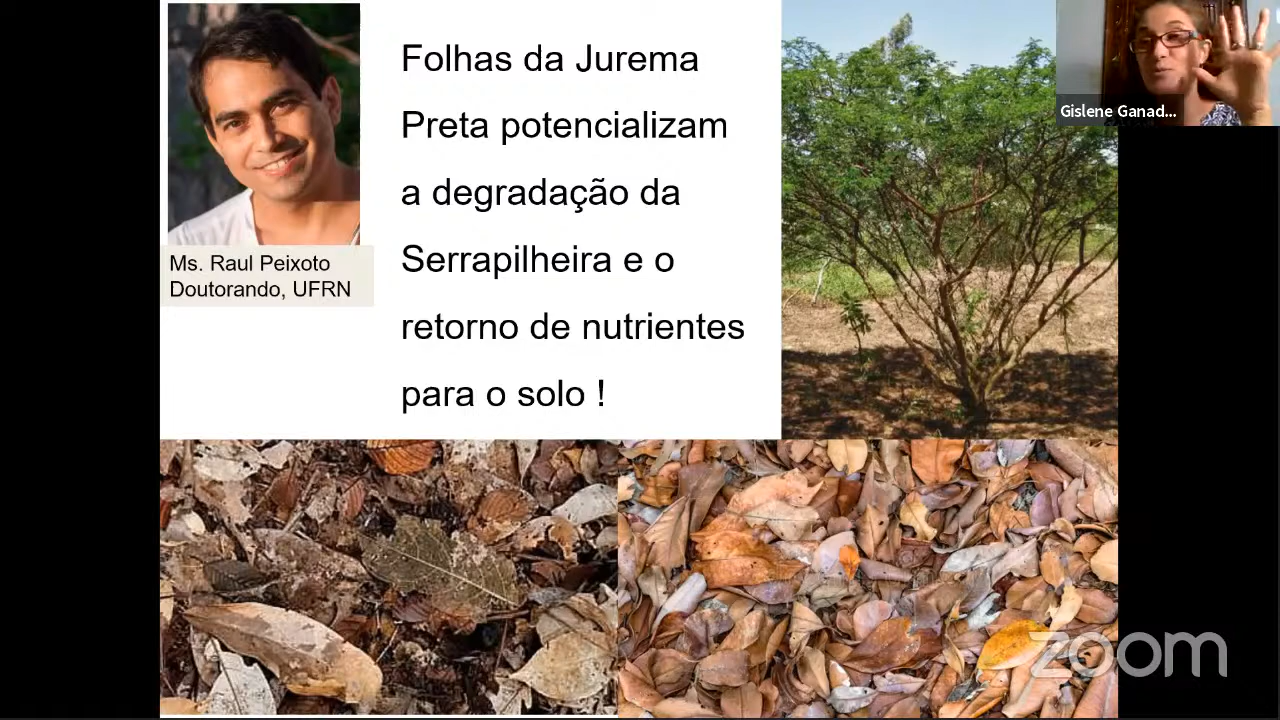 Folhas da Jurema
Preta potencializam
a degradação da
Serrapilheira e o
retorno de nutrientes
para o solo !
Ms. Raul Peixoto
Doutorando, UFRN
Gislene Ganad...
zoom